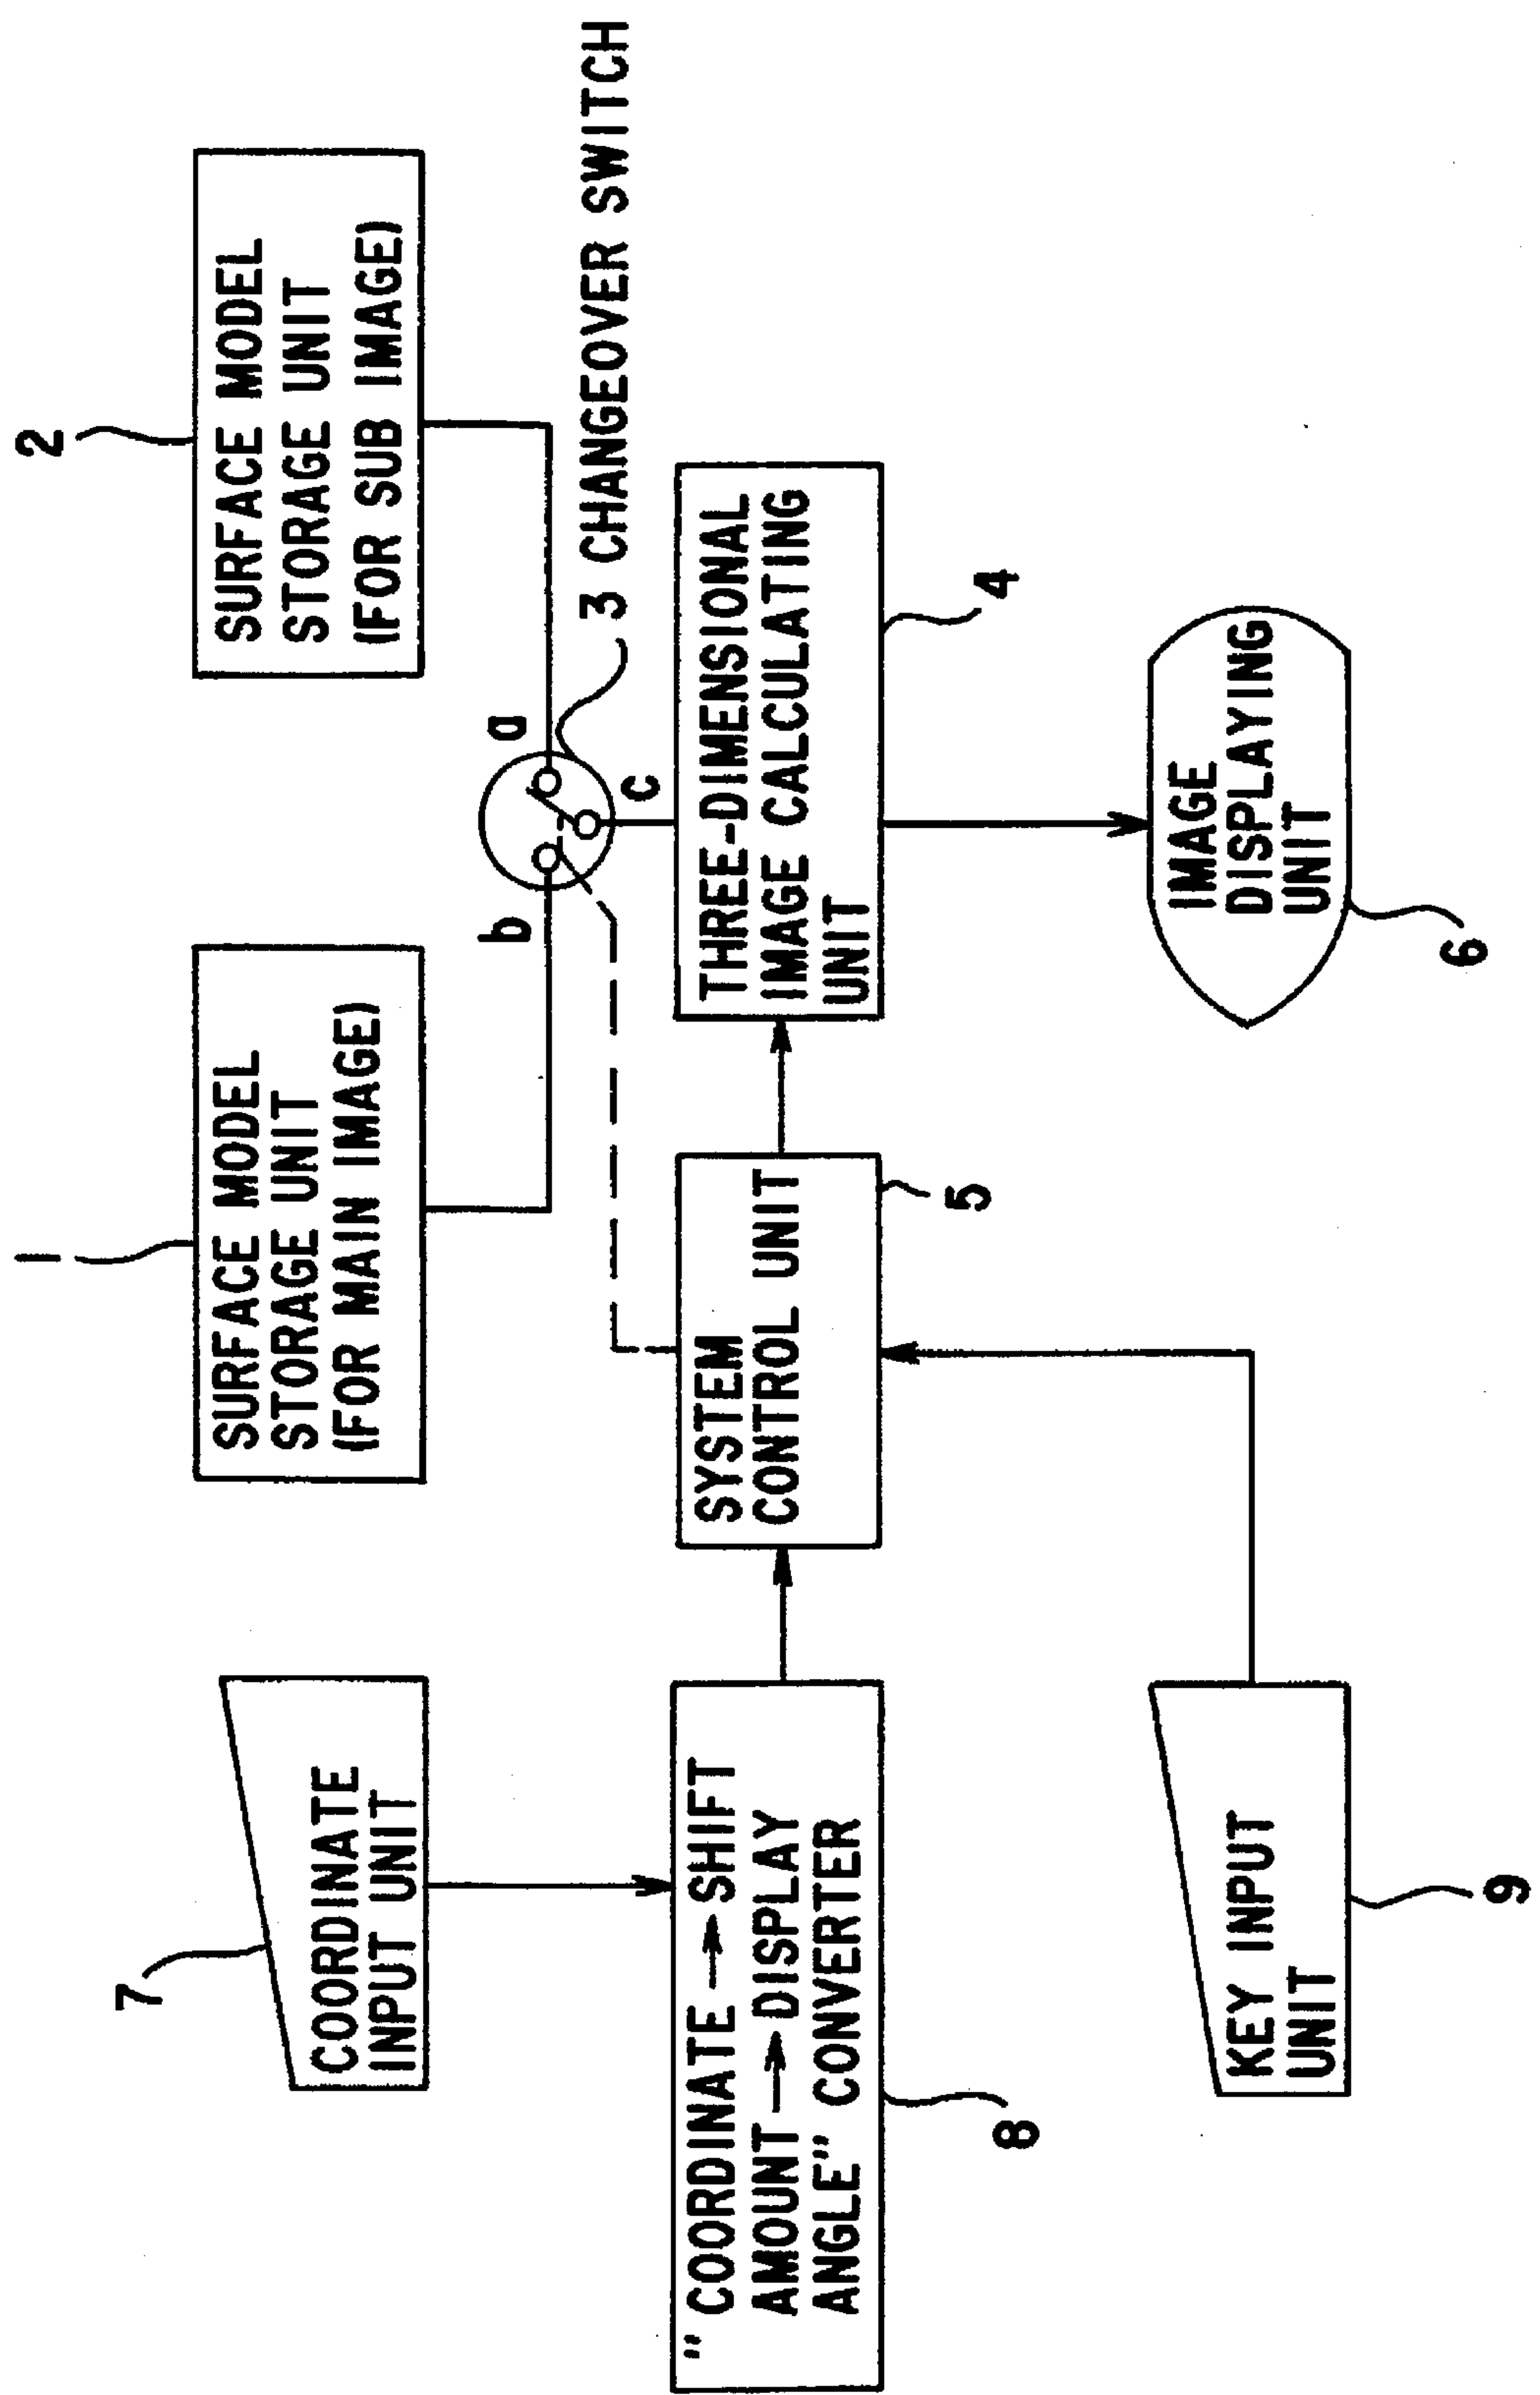 1
SURFACE MODEL
STORAGE UNIT
(FOR MAIN IMAGE)
2
SURFACE MODEL
STORAGE UNIT
(FOR SUB IMAGE)
b
a
c
3 CHANGEOVER SWITCH
7
COORDINATE
INPUT UNIT
" COORDINATE → SHIFT
AMOUNT → DISPLAY
ANGLE" CONVERTER
8
SYSTEM
CONTROL UNIT
5
THREE-DIMENSIONAL
IMAGE CALCULATING
UNIT
4
KEY INPUT
UNIT
9
IMAGE
DISPLAYING
UNIT
6